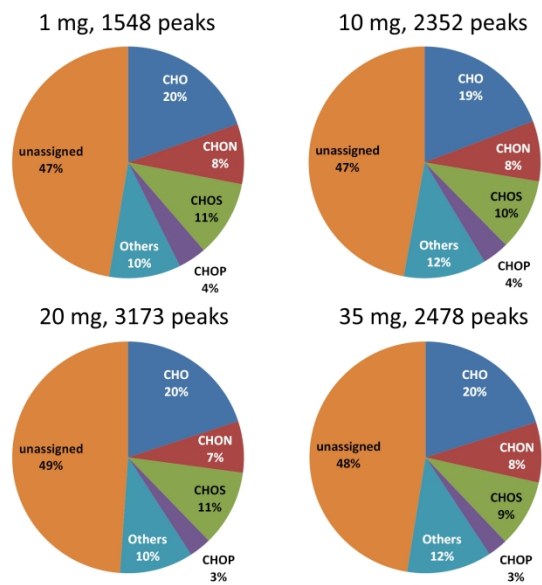 1 mg, 1548 peaks
CHO
20%
CHON
8%
CHOS
11%
CHOP
4%
Others
10%
unassigned
47%
10 mg, 2352 peaks
CHO
19%
CHON
8%
CHOS
10%
CHOP
4%
Others
12%
unassigned
47%
20 mg, 3173 peaks
CHO
20%
CHON
7%
CHOS
11%
CHOP
3%
Others
10%
unassigned
49%
35 mg, 2478 peaks
CHO
20%
CHON
8%
CHOS
9%
CHOP
3%
Others
12%
unassigned
48%